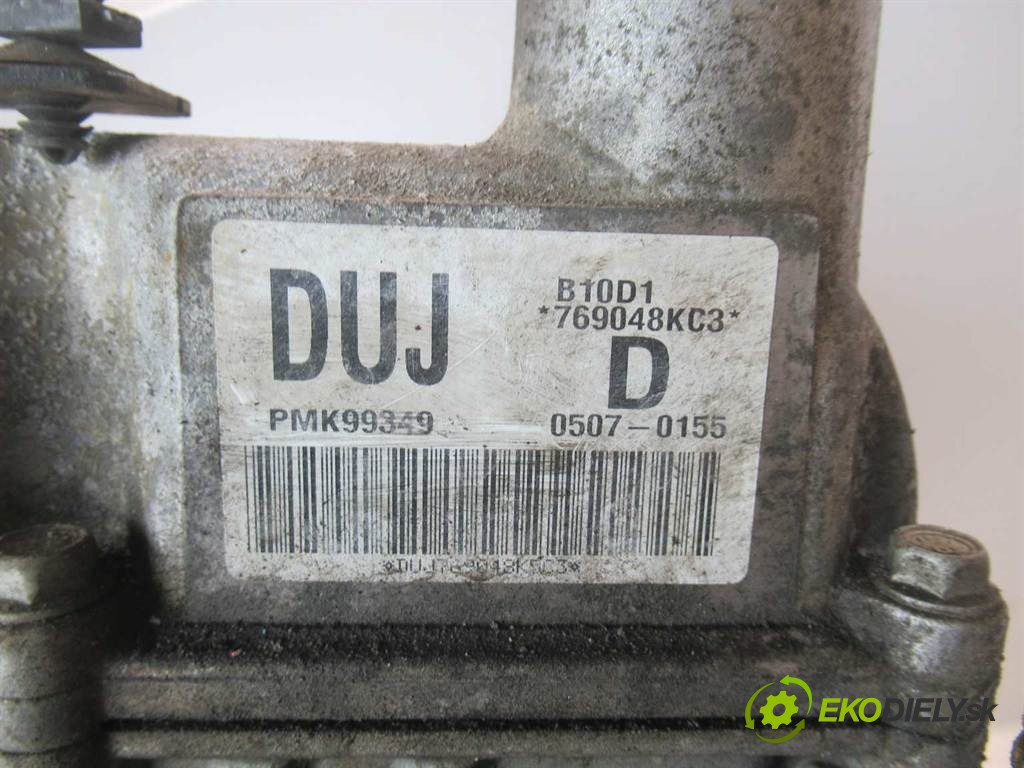 DUJ
B10D1
*769048KC3*
D
PMK99349
0507-0155
EKODIELY.sk